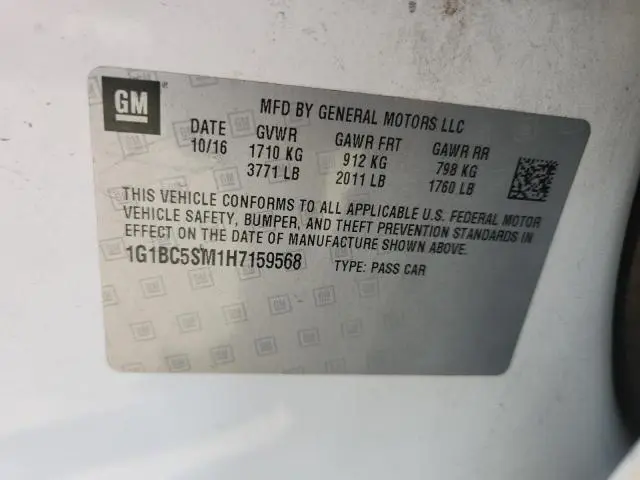 GM
MFD BY GENERAL MOTORS LLC
DATE GVWR GAWR FRT GAWR RR
10/16 1710 KG 912 KG 798 KG
3771 LB 2011 LB 1760 LB
THIS VEHICLE CONFORMS TO ALL APPLICABLE U.S. FEDERAL MOTOR
VEHICLE SAFETY, BUMPER, AND THEFT PREVENTION STANDARDS IN
EFFECT ON THE DATE OF MANUFACTURE SHOWN ABOVE.
1G1BC5SM1H7159568 TYPE: PASS CAR